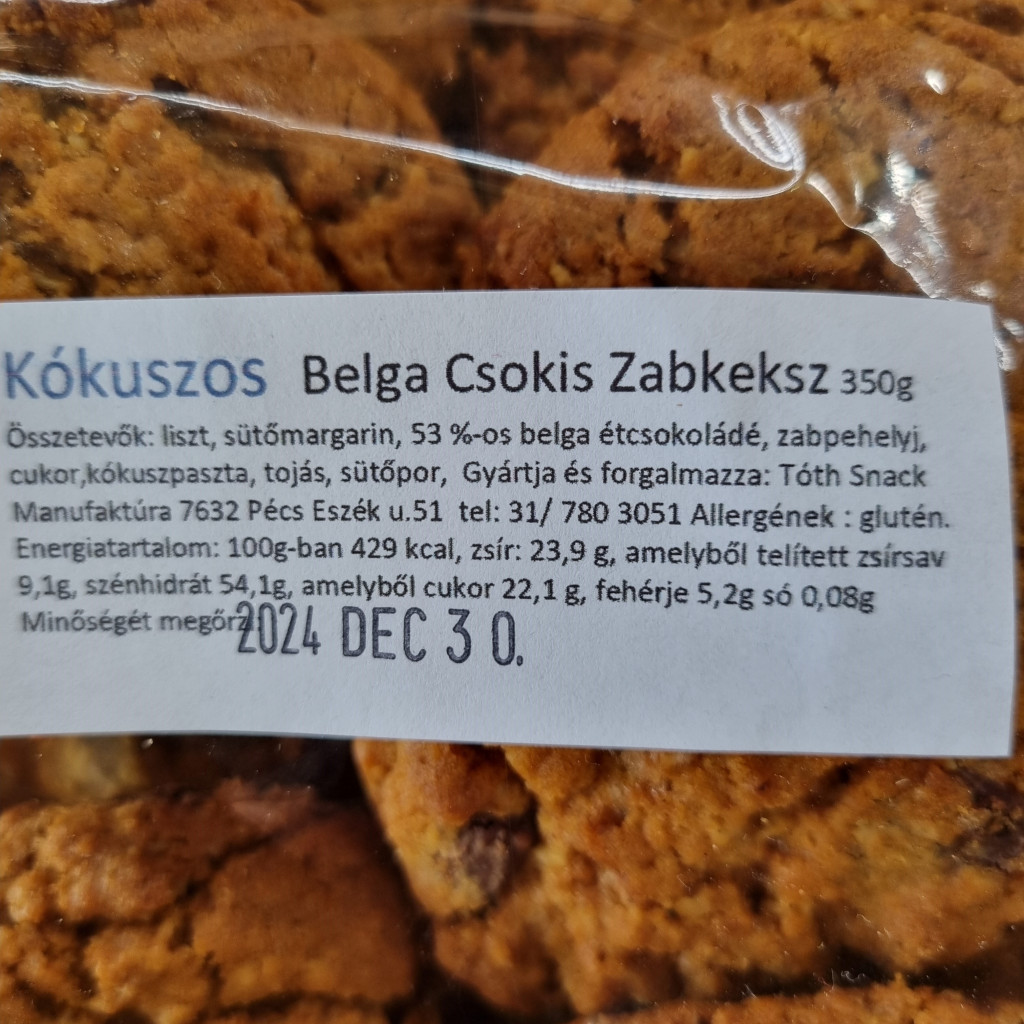 Kókuszos Belga Csokis Zabkeksz 350g
Összetevők: liszt, sütőmargarin, 53 %-os belga étcsokoládé, zabpehelyj,
cukor,kókuszpaszta, tojás, sütőpor, Gyártja és forgalmazza: Tóth Snack
Manufaktúra 7632 Pécs Eszék u.51 tel: 31/ 780 3051 Allergének : glutén.
Energiatartalom: 100g-ban 429 kcal, zsír: 23,9 g, amelyből telített zsírsav
9,1g, szénhidrát 54,1g, amelyből cukor 22,1 g, fehérje 5,2g só 0,08g
Minőségét megőrzi 2024 DEC 3 0.